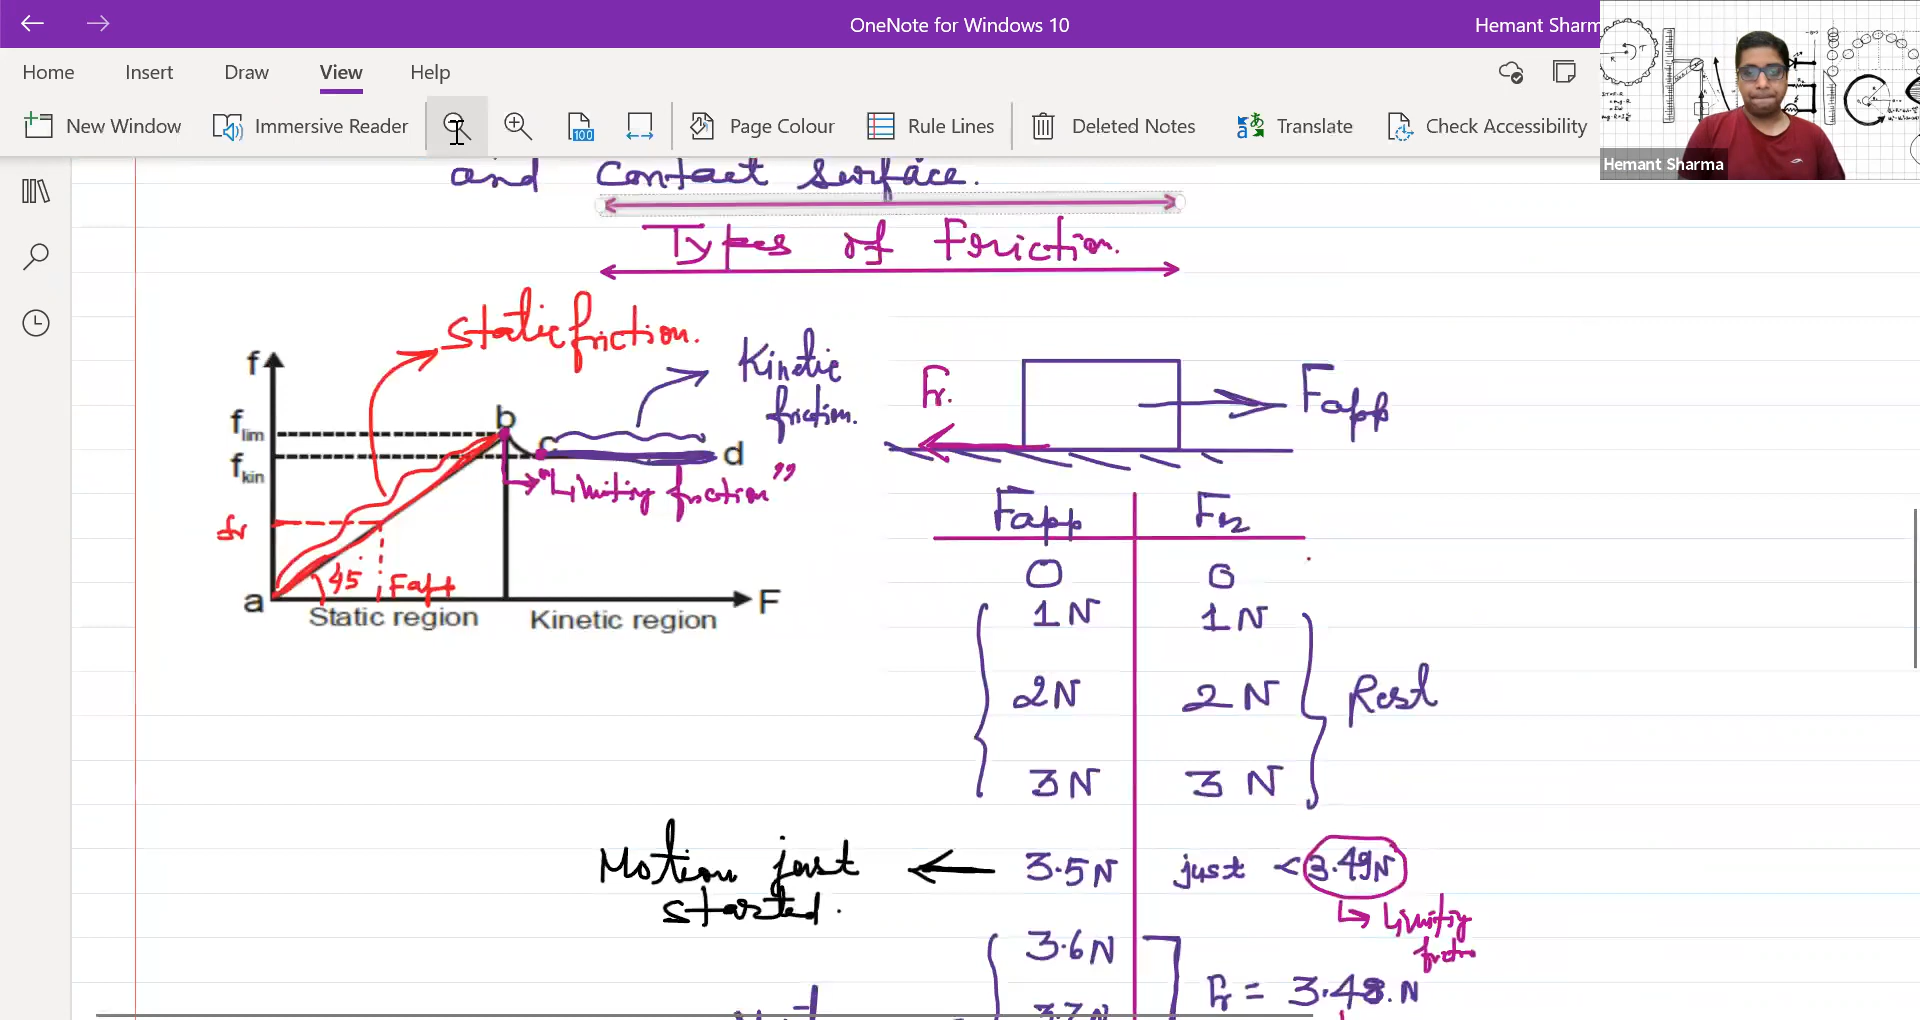 OneNote for Windows 10
Hemant Sharm
Home Insert Draw View Help
New Window Immersive Reader 100 Page Colour Rule Lines Deleted Notes Translate Check Accessibility
Hemant Sharma
and Contact surface.
Types of Friction.
Static friction.
Kinetic
friction.
f
flim
b
c
fkin
d
"Limiting friction"
fr
45°
Fapp
a
F
Static region Kinetic region
Fr.
Fapp
Fapp Fr
0 0
1N 1N
2N 2N
Rest
3N 3N
Motion just
started.
3.5N just < 3.49N
Limiting
friction
3.6N
Fr = 3.48.N
3.7N